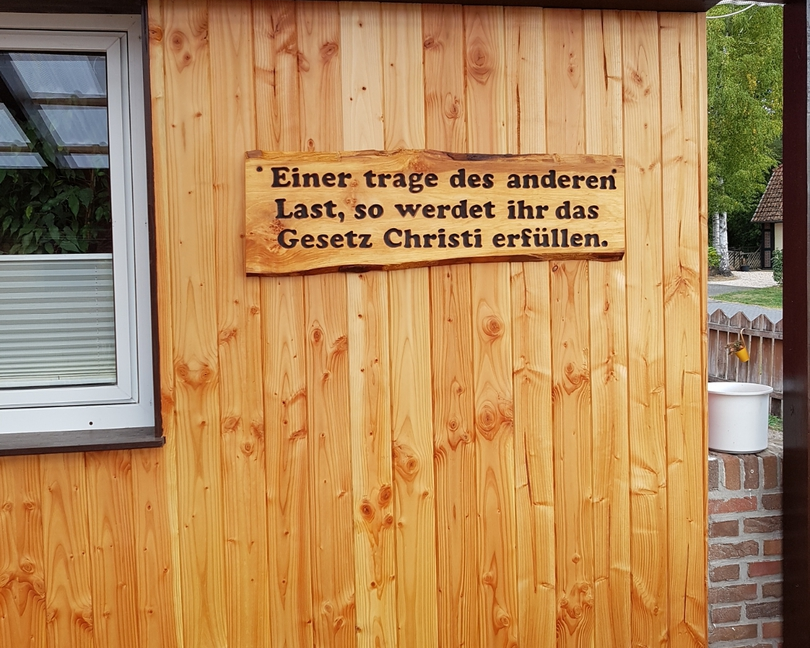 Einer trage des anderen
Last, so werdet ihr das
Gesetz Christi erfüllen.